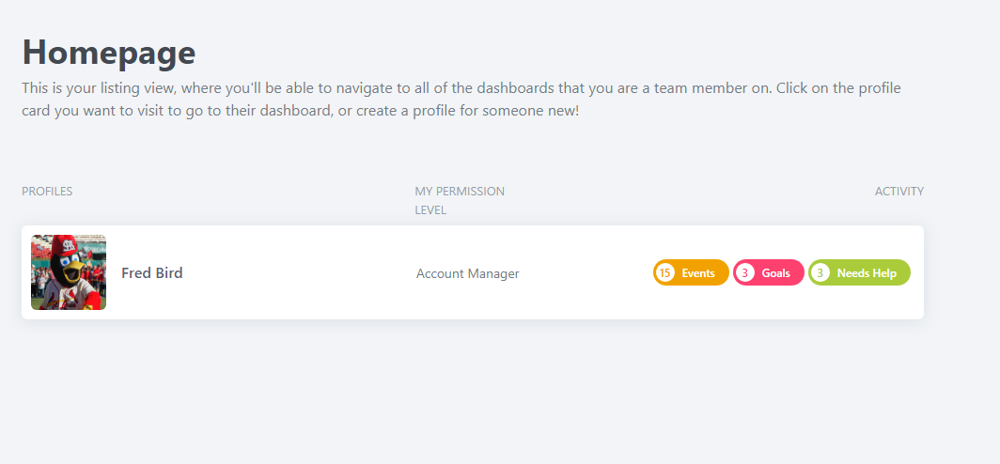 Homepage
This is your listing view, where you'll be able to navigate to all of the dashboards that you are a team member on. Click on the profile
card you want to visit to go to their dashboard, or create a profile for someone new!
PROFILES MY PERMISSION ACTIVITY
LEVEL
Fred Bird Account Manager 15 Events 3 Goals 3 Needs Help